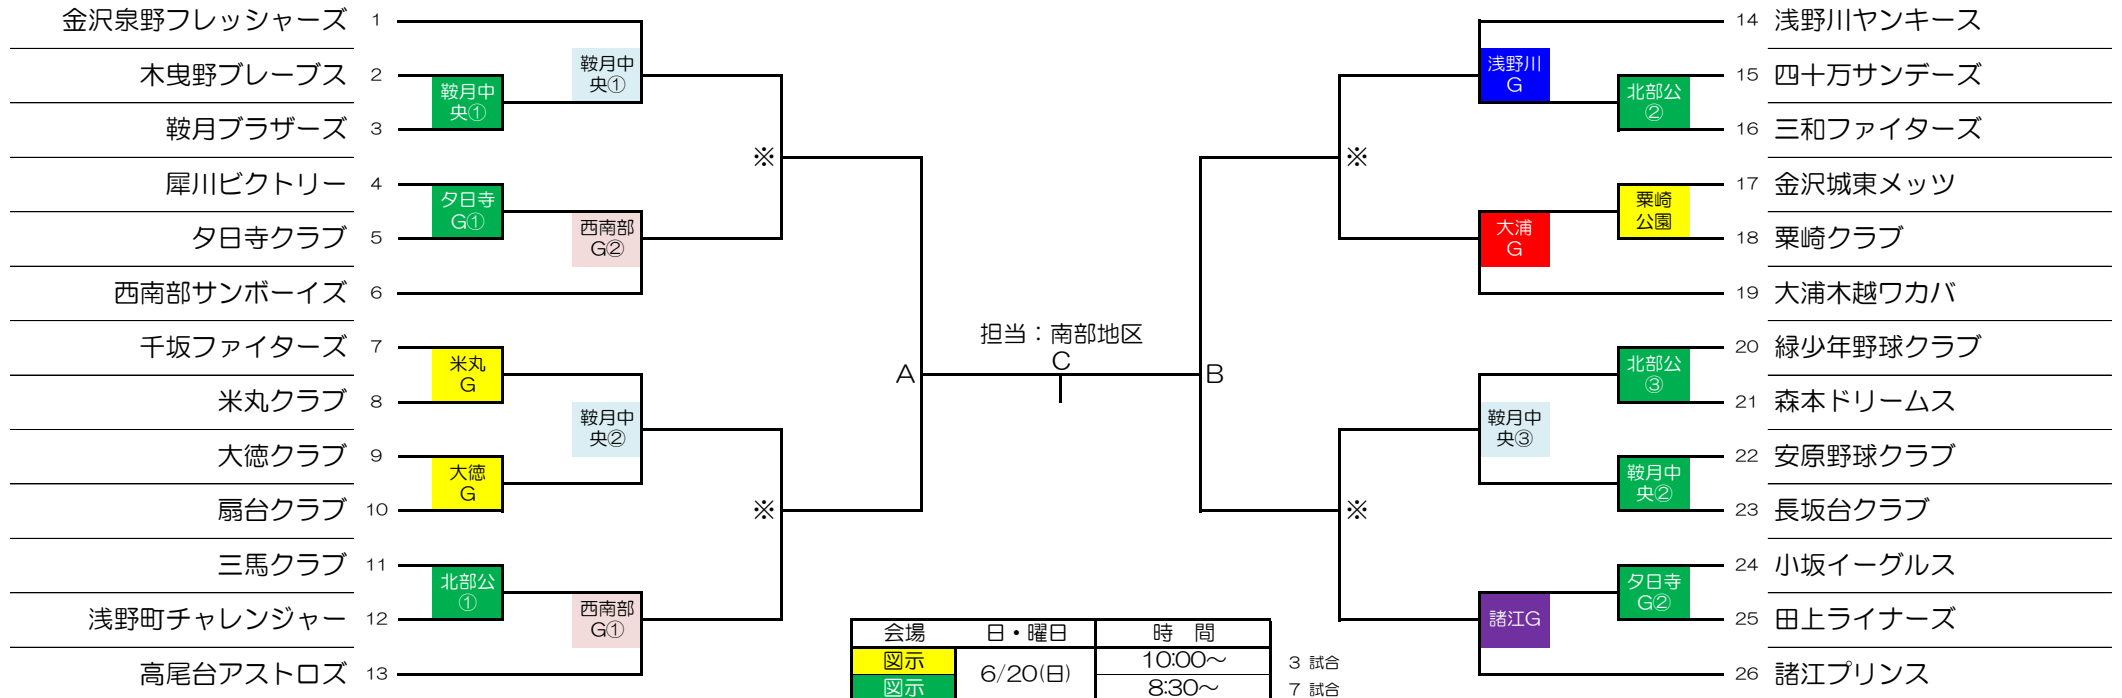 金沢泉野フレッシャーズ 1
木曳野ブレーブス 2
鞍月ブラザーズ 3
犀川ビクトリー 4
夕日寺クラブ 5
西南部サンボーイズ 6
千坂ファイターズ 7
米丸クラブ 8
大徳クラブ 9
扇台クラブ 10
三馬クラブ 11
浅野町チャレンジャー 12
高尾台アストロズ 13
鞍月中
央①
夕日寺
G①
米丸
G
大徳
G
北部公
①
鞍月中
央①
西南部
G②
鞍月中
央②
西南部
G①
※
※
A
担当：南部地区
C
B
※
※
浅野川
G
大浦
G
鞍月中
央③
諸江G
北部公
②
粟崎
公園
北部公
③
鞍月中
央②
夕日寺
G②
14 浅野川ヤンキース
15 四十万サンデーズ
16 三和ファイターズ
17 金沢城東メッツ
18 粟崎クラブ
19 大浦木越ワカバ
20 緑少年野球クラブ
21 森本ドリームス
22 安原野球クラブ
23 長坂台クラブ
24 小坂イーグルス
25 田上ライナーズ
26 諸江プリンス
会場 日・曜日 時 間
図示 6/20(日) 10:00～ 3 試合
図示 8:30～ 7 試合